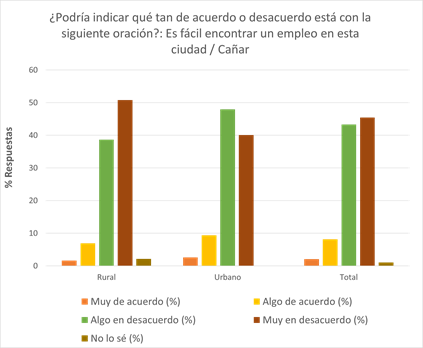 ¿Podría indicar qué tan de acuerdo o desacuerdo está con la
siguiente oración?: Es fácil encontrar un empleo en esta
ciudad / Cañar
% Respuestas
60
50
40
30
20
10
0
Rural
Urbano
Total
Muy de acuerdo (%)
Algo de acuerdo (%)
Algo en desacuerdo (%)
Muy en desacuerdo (%)
No lo sé (%)